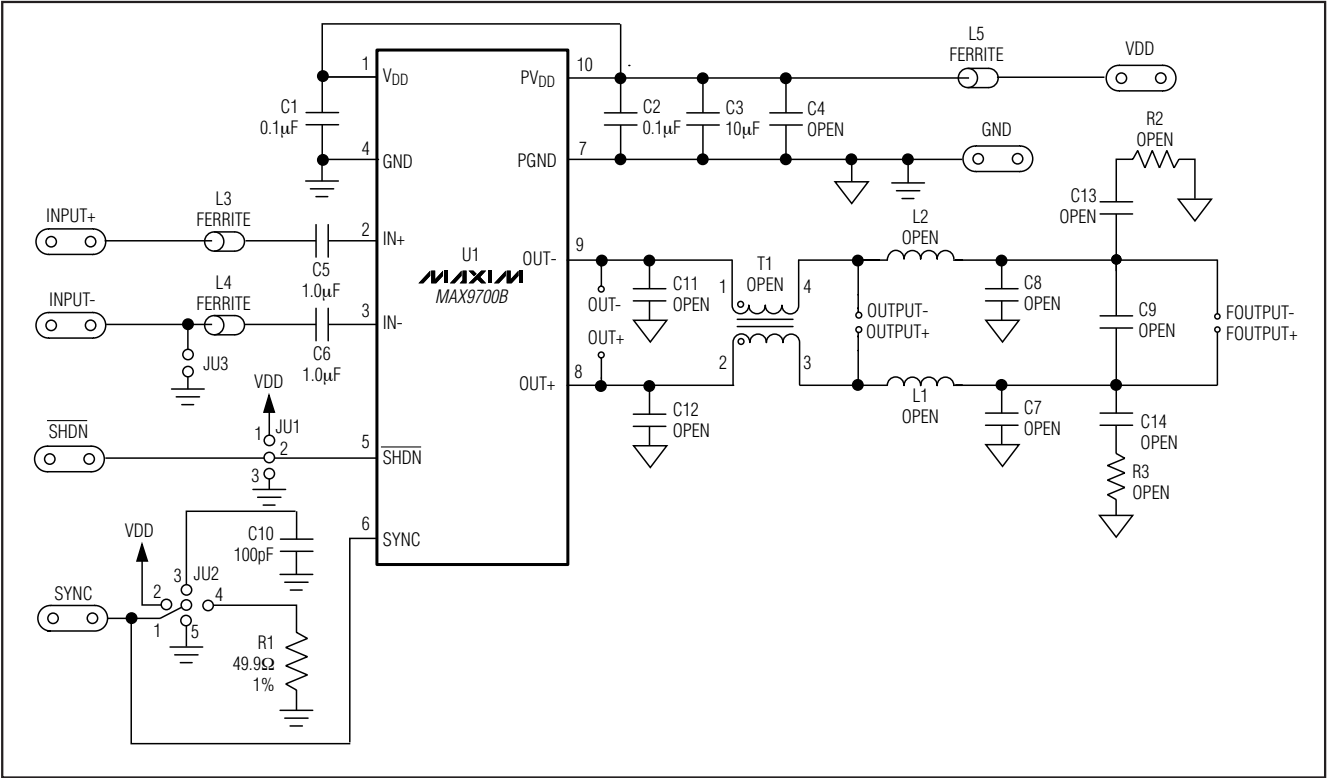 L5
FERRITE
VDD
1
VDD
PVDD
10
C1
0.1µF
C2
0.1µF
C3
10µF
C4
OPEN
R2
OPEN
4
GND
PGND
7
GND
C13
OPEN
INPUT+
L3
FERRITE
2
IN+
C5
1.0µF
U1
MAXIM
MAX9700B
OUT-
9
L2
OPEN
T1
OPEN
1
4
C11
OPEN
OUT-
C8
OPEN
INPUT-
L4
FERRITE
3
IN-
C6
1.0µF
JU3
OUTPUT-
OUTPUT+
C9
OPEN
FOUTPUT-
FOUTPUT+
OUT+
2
3
OUT+
8
C12
OPEN
L1
OPEN
C7
OPEN
C14
OPEN
R3
OPEN
VDD
JU1
1
2
3
SHDN
5
SHDN
6
SYNC
VDD
C10
100pF
3
JU2
2
4
1
5
SYNC
R1
49.9Ω
1%